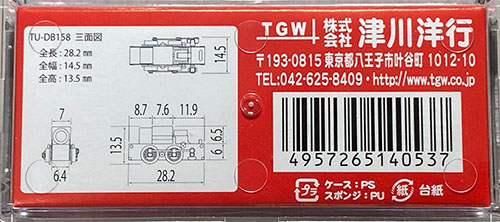 TU-DB158 三面図
全長：28.2 mm
全幅：14.5 mm
全高：13.5 mm
14.5
7
6.4
8.7 7.6 11.9
13.5
6 6.5
28.2
TGW 株式会社 津川洋行
〒193-0815 東京都八王子市叶谷町 1012-10
TEL:042-625-8409・http://www.tgw.co.jp
4957265140537
プラ ケース：PS
スポンジ：PU
紙 台紙